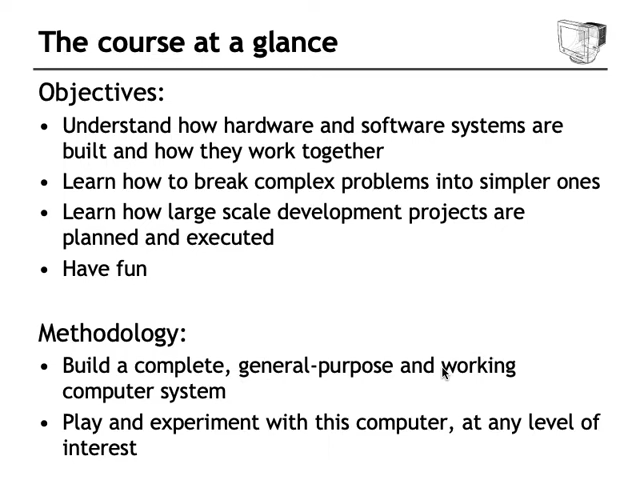 The course at a glance
Objectives:
• Understand how hardware and software systems are
built and how they work together
• Learn how to break complex problems into simpler ones
• Learn how large scale development projects are
planned and executed
• Have fun
Methodology:
• Build a complete, general-purpose and working
computer system
• Play and experiment with this computer, at any level of
interest